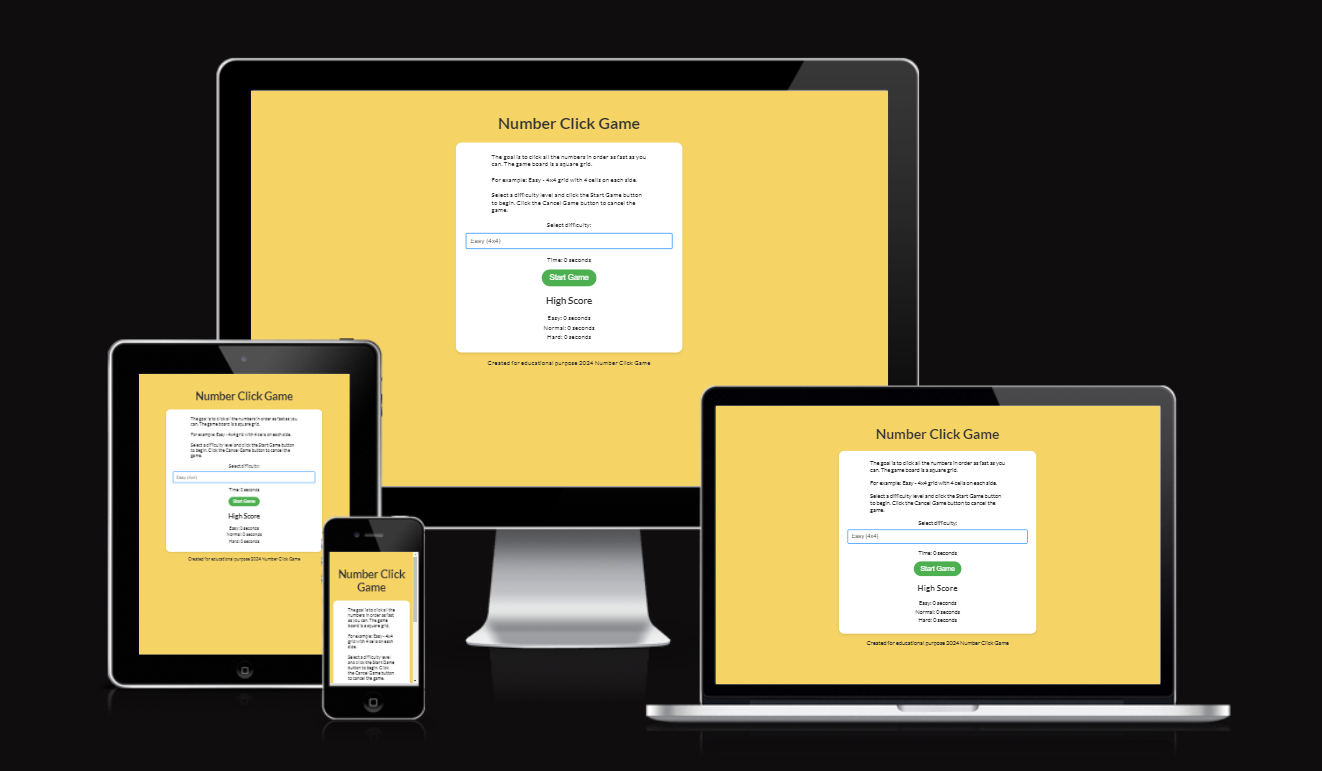 Number Click Game
The goal is to click all the numbers in order as fast as you
can. The game board is a square grid.
For example: Easy - 4x4 grid with 4 cells on each side.
Select a difficulty level and click the Start Game button
to begin. Click the Cancel Game button to cancel the
game.
Select difficulty:
Easy (4x4)
Time: 0 seconds
Start Game
High Score
Easy: 0 seconds
Normal: 0 seconds
Hard: 0 seconds
Created for educational purpose 2024 Number Click Game
Number Click Game
The goal is to click all the numbers in order as fast as you
can. The game board is a square grid.
For example: Easy - 4x4 grid with 4 cells on each side.
Select a difficulty level and click the Start Game button
to begin. Click the Cancel Game button to cancel the
game.
Select difficulty:
Easy (4x4)
Time: 0 seconds
Start Game
High Score
Easy: 0 seconds
Normal: 0 seconds
Hard: 0 seconds
Created for educational purpose 2024 Number Click Game
Number Click
Game
The goal is to click all the
numbers in order as fast
as you can. The game
board is a square grid.
For example: Easy - 4x4
grid with 4 cells on each
side.
Select a difficulty level
and click the Start Game
button to begin. Click
the Cancel Game button
to cancel the game.
Number Click Game
The goal is to click all the numbers in order as fast as you
can. The game board is a square grid.
For example: Easy - 4x4 grid with 4 cells on each side.
Select a difficulty level and click the Start Game button
to begin. Click the Cancel Game button to cancel the
game.
Select difficulty:
Easy (4x4)
Time: 0 seconds
Start Game
High Score
Easy: 0 seconds
Normal: 0 seconds
Hard: 0 seconds
Created for educational purpose 2024 Number Click Game